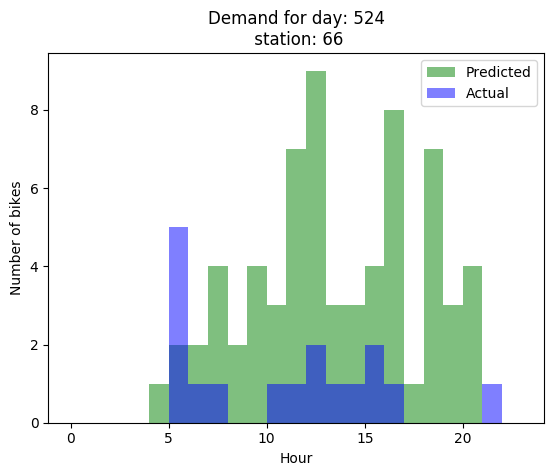 Demand for day: 524
station: 66
Predicted
Actual
Number of bikes
8
6
4
2
0
0 5 10 15 20
Hour